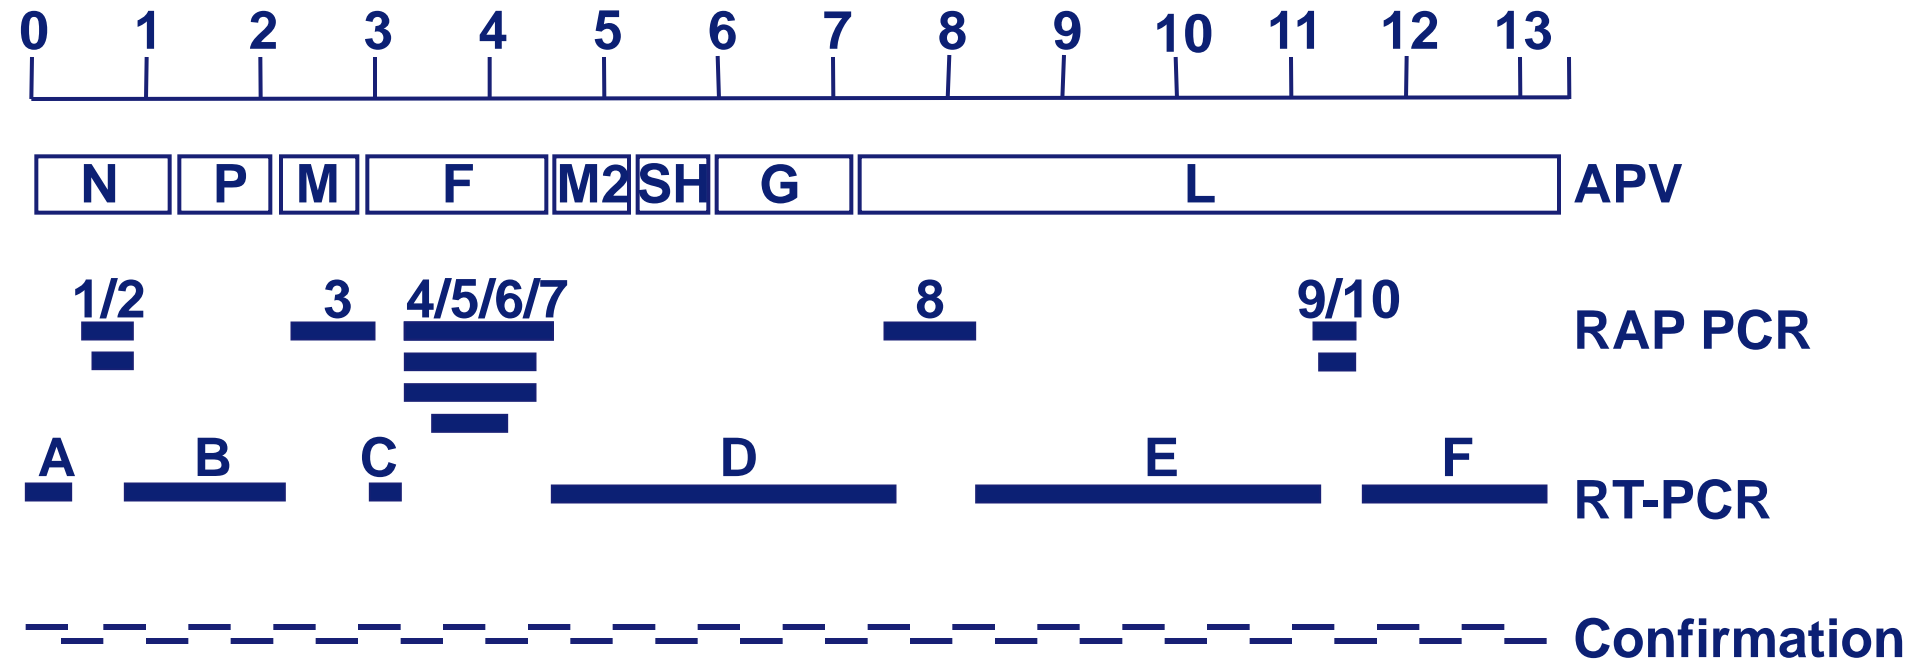 0 1 2 3 4 5 6 7 8 9 10 11 12 13
N P M F M2 SH G L APV
1/2 3 4/5/6/7 8 9/10 RAP PCR
A B C D E F RT-PCR
Confirmation